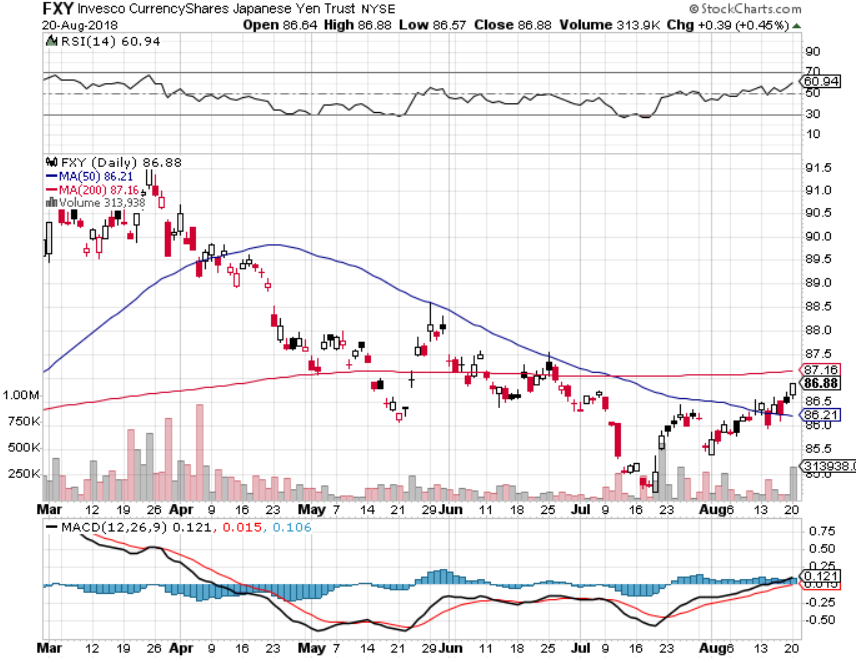 FXY Invesco CurrencyShares Japanese Yen Trust NYSE © StockCharts.com
20-Aug-2018 Open 86.64 High 86.88 Low 86.57 Close 86.88 Volume 313.9K Chg +0.39 (+0.45%)
RSI(14) 60.94
90
70
60.94
50
30
10
FXY (Daily) 86.88
MA(50) 86.21
MA(200) 87.16
Volume 313,938
91.5
91.0
90.5
90.0
89.5
89.0
88.5
88.0
87.5
87.16
86.88
86.5
86.21
85.5
313938.0
85.0
1.00M
750K
500K
250K
Mar 12 19 26 Apr 9 16 23 May 7 14 21 29 Jun 11 18 25 Jul 9 16 23 Aug 6 13 20
MACD(12,26,9) 0.121, 0.015, 0.106
0.75
0.50
0.25
0.121
0.015
-0.25
-0.50
Mar 12 19 26 Apr 9 16 23 May 7 14 21 29 Jun 11 18 25 Jul 9 16 23 Aug 6 13 20